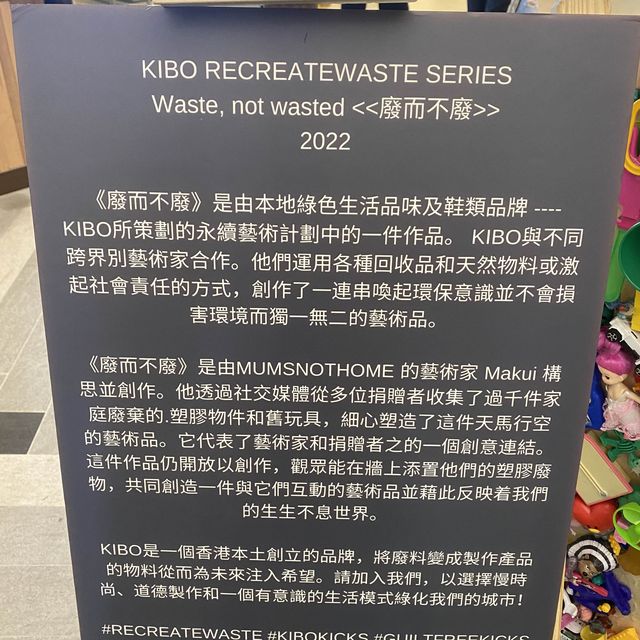 KIBO RECREATEWASTE SERIES
Waste, not wasted <<廢而不廢>>
2022
《廢而不廢》是由本地綠色生活品味及鞋類品牌 ----
KIBO所策劃的永續藝術計劃中的一件作品。 KIBO與不同
跨界別藝術家合作。他們運用各種回收品和天然物料或激
起社會責任的方式，創作了一連串喚起環保意識並不會損
害環境而獨一無二的藝術品。
《廢而不廢》是由MUMSNOTHOME 的藝術家 Makui 構
思並創作。他透過社交媒體從多位捐贈者收集了過千件家
庭廢棄的.塑膠物件和舊玩具，細心塑造了這件天馬行空
的藝術品。它代表了藝術家和捐贈者之的一個創意連結。
這件作品仍開放以創作，觀眾能在牆上添置他們的塑膠廢
物，共同創造一件與它們互動的藝術品並藉此反映着我們
的生生不息世界。
KIBO是一個香港本土創立的品牌，將廢料變成製作產品
的物料從而為未來注入希望。請加入我們，以選擇慢時
尚、道德製作和一個有意識的生活模式綠化我們的城市！
#RECREATEWASTE #KIBOKICKS #GUILTFREEKICKS